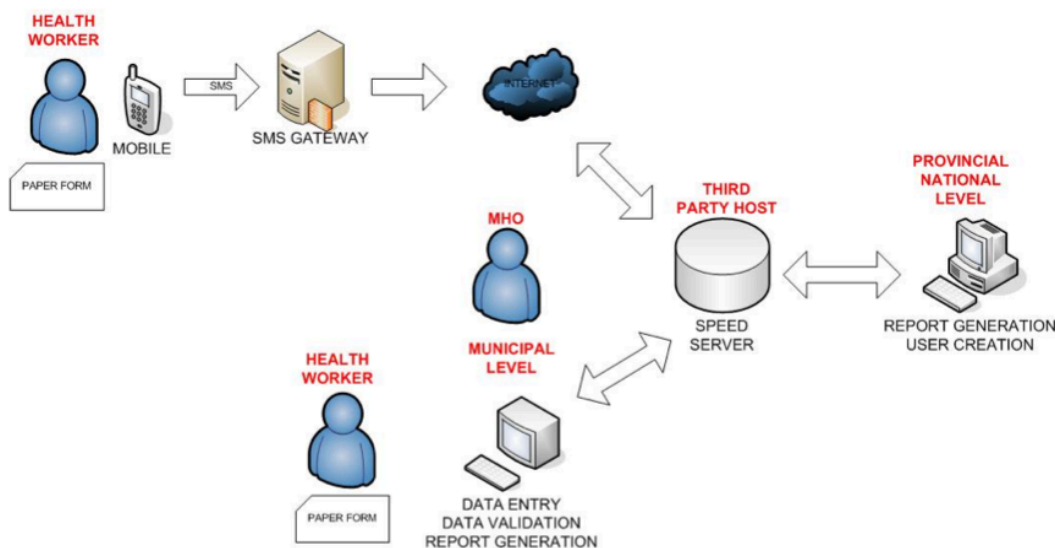 HEALTH
WORKER
MOBILE
PAPER FORM
SMS
SMS GATEWAY
INTERNET
THIRD
PARTY HOST
SPEED
SERVER
PROVINCIAL
NATIONAL
LEVEL
REPORT GENERATION
USER CREATION
MHO
MUNICIPAL
LEVEL
HEALTH
WORKER
PAPER FORM
DATA ENTRY
DATA VALIDATION
REPORT GENERATION